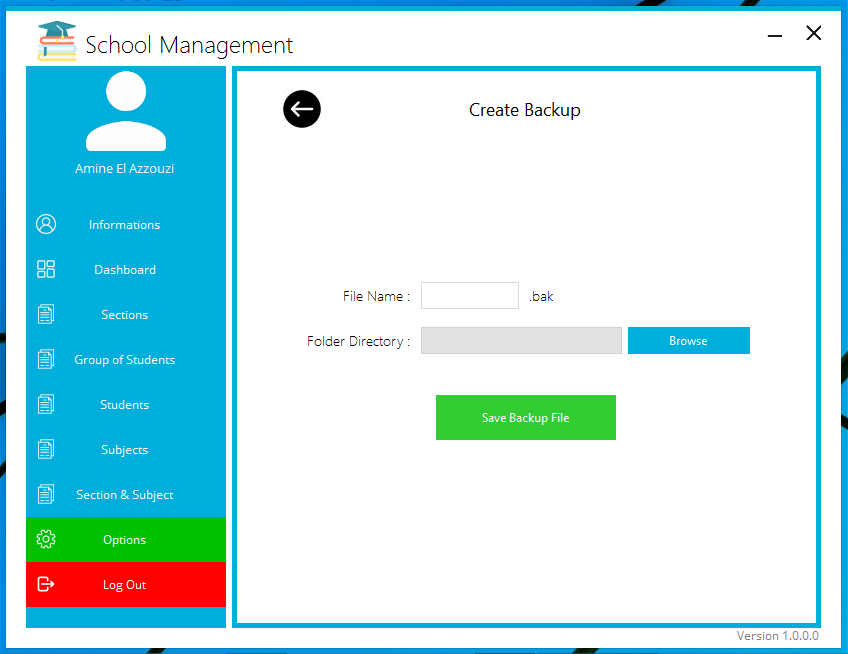 School Management
Amine El Azzouzi
Informations
Dashboard
Sections
Group of Students
Students
Subjects
Section & Subject
Options
Log Out
Create Backup
File Name :
.bak
Folder Directory :
Browse
Save Backup File
Version 1.0.0.0